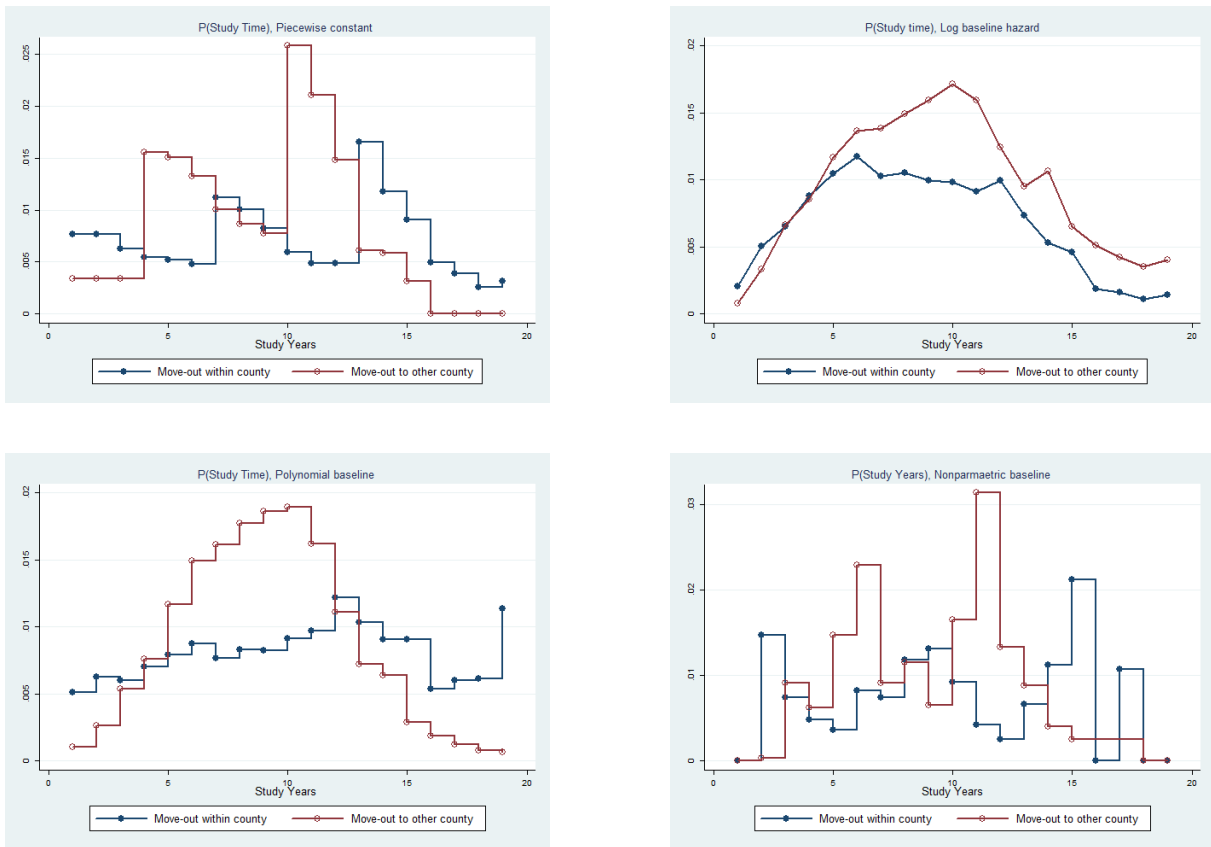 P(Study Time), Piecewise constant
.025
.02
.015
.01
.005
0
0 5 10 15 20
Study Years
Move-out within county Move-out to other county
P(Study time), Log baseline hazard
.02
.015
.01
.005
0
0 5 10 15 20
Study Years
Move-out within county Move-out to other county
P(Study Time), Polynomial baseline
.02
.015
.01
.005
0
0 5 10 15 20
Study Years
Move-out within county Move-out to other county
P(Study Years), Nonparmaetric baseline
.03
.02
.01
0
0 5 10 15 20
Study Years
Move-out within county Move-out to other county